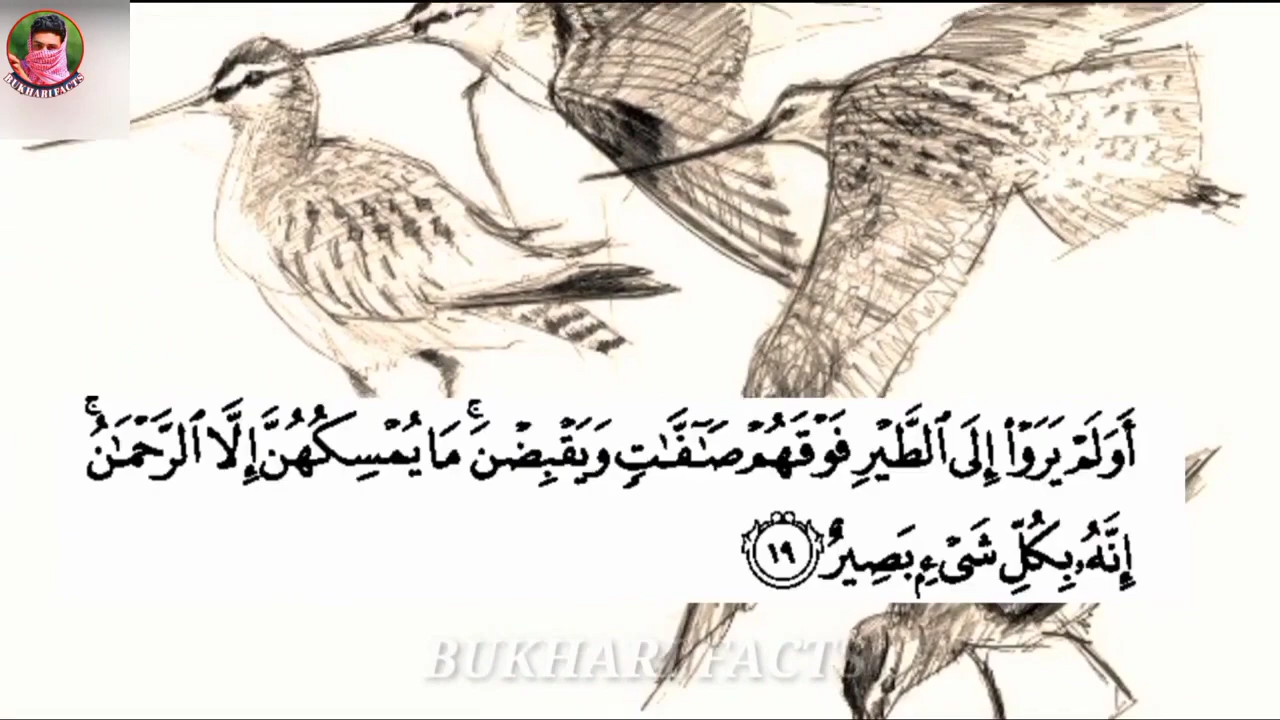 BUKHARI FACTS
أَوَلَمْ يَرَوْا۟ إِلَى ٱلطَّيْرِ فَوْقَهُمْ صَـٰٓفَّـٰتٍ وَيَقْبِضْنَ ۚ مَا يُمْسِكُهُنَّ إِلَّا ٱلرَّحْمَـٰنُ ۚ
إِنَّهُۥ بِكُلِّ شَىْءٍۭ بَصِيرٌ ١٩
BUKHARI FACTS